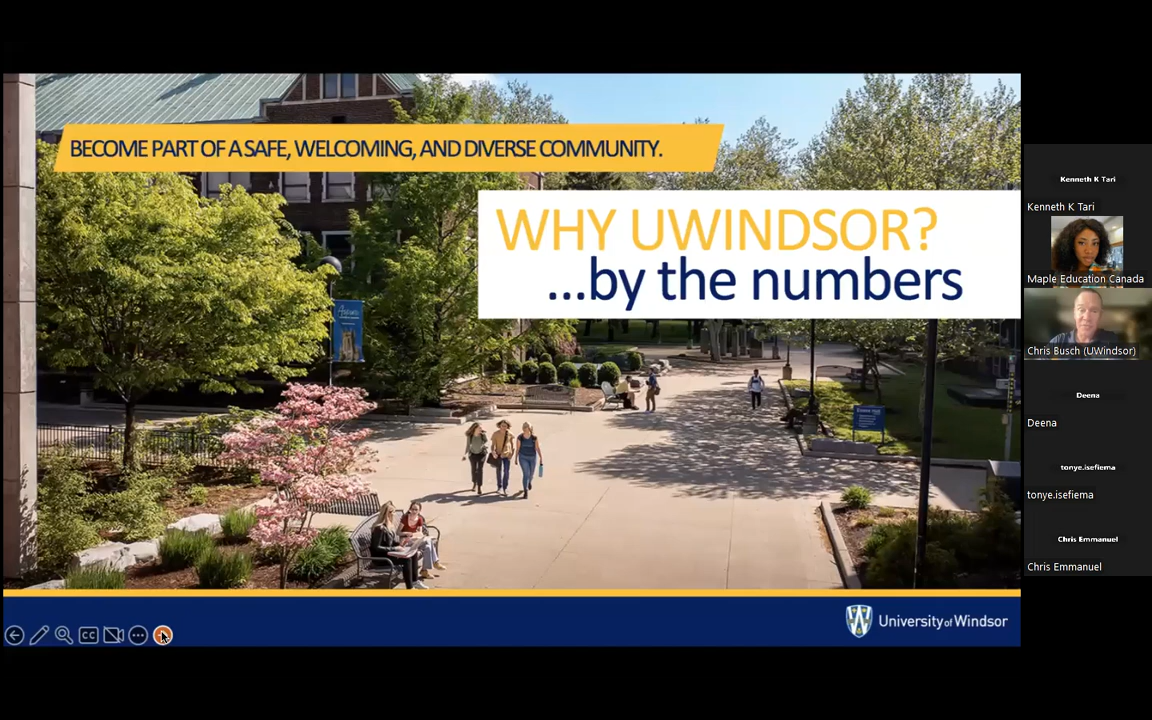 BECOME PART OF A SAFE, WELCOMING, AND DIVERSE COMMUNITY.
WHY UWINDSOR?
...by the numbers
University of Windsor
CC
Kenneth K Tari
Kenneth K Tari
Maple Education Canada
Chris Busch (UWindsor)
Deena
Deena
tonye.isefiema
tonye.isefiema
Chris Emmanuel
Chris Emmanuel